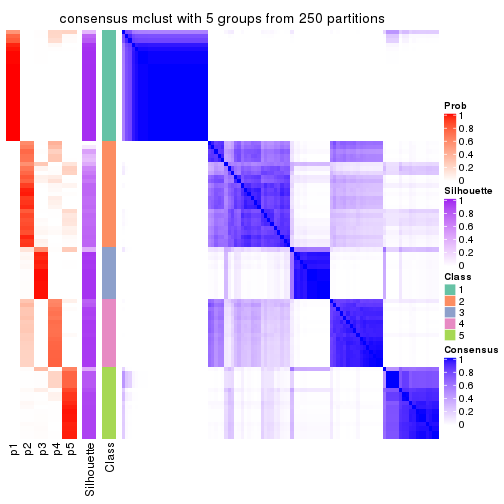 consensus mclust with 5 groups from 250 partitions
Prob
1
0.8
0.6
0.4
0.2
0
Silhouette
1
0.8
0.6
0.4
0.2
0
Class
1
2
3
4
5
Consensus
1
0.8
0.6
0.4
0.2
0
p1
p2
p3
p4
p5
Silhouette
Class